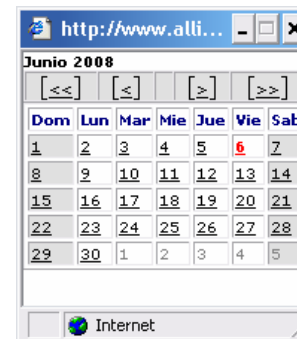 http://www.alli...
Junio 2008
[<<] [<] [>] [>>]
Dom Lun Mar Mie Jue Vie Sab
1 2 3 4 5 6 7
8 9 10 11 12 13 14
15 16 17 18 19 20 21
22 23 24 25 26 27 28
29 30 1 2 3 4 5
Internet